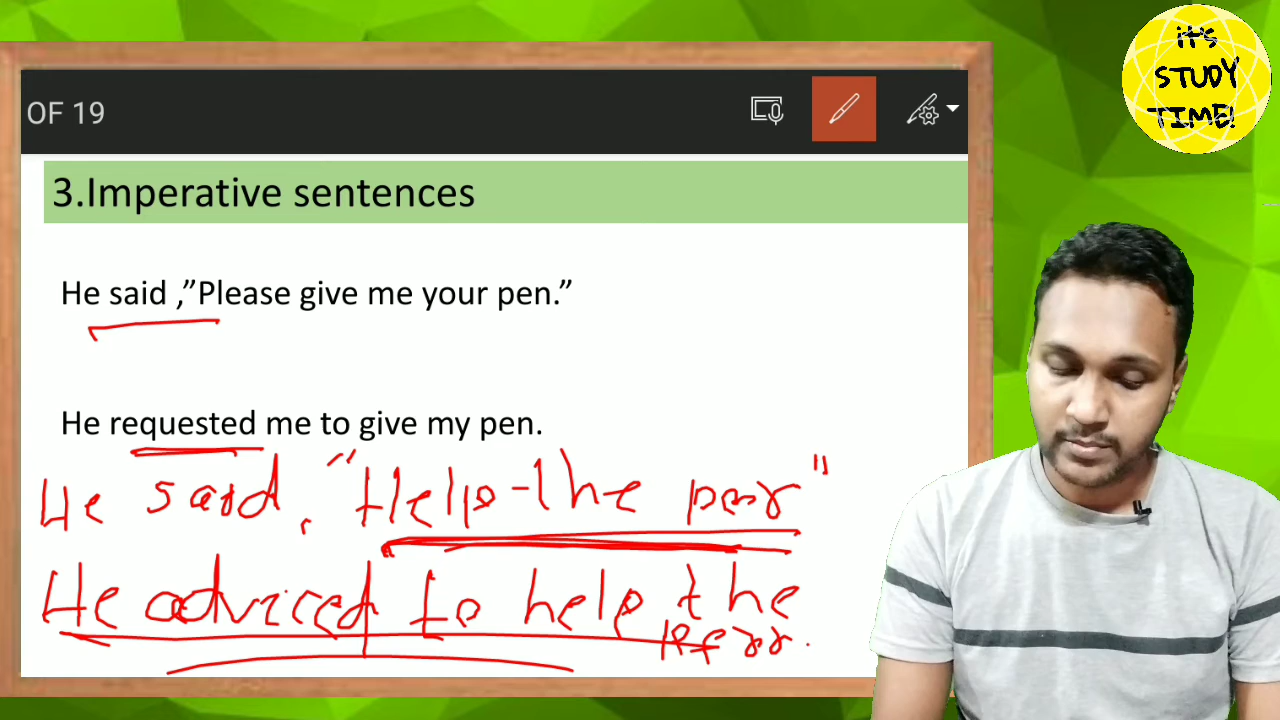 It's
STUDY
TIME!
OF 19
3.Imperative sentences
He said ,”Please give me your pen.”
He requested me to give my pen.
He said, "Help the poor"
He adviced to help the